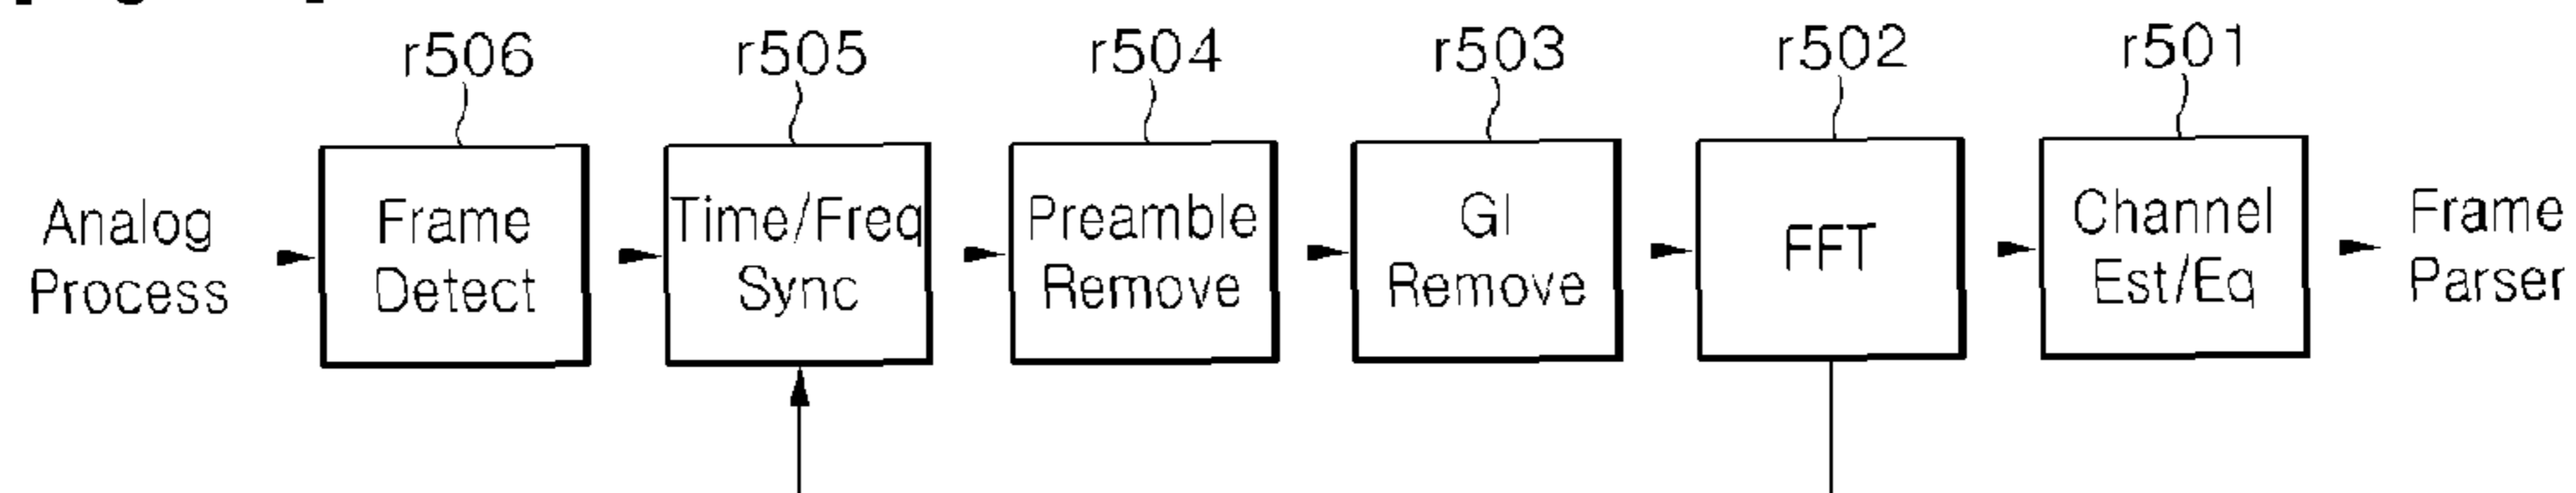 r506 r505 r504 r503 r502 r501
Analog Process
Frame Detect
Time/Freq Sync
Preamble Remove
GI Remove
FFT
Channel Est/Eq
Frame Parser